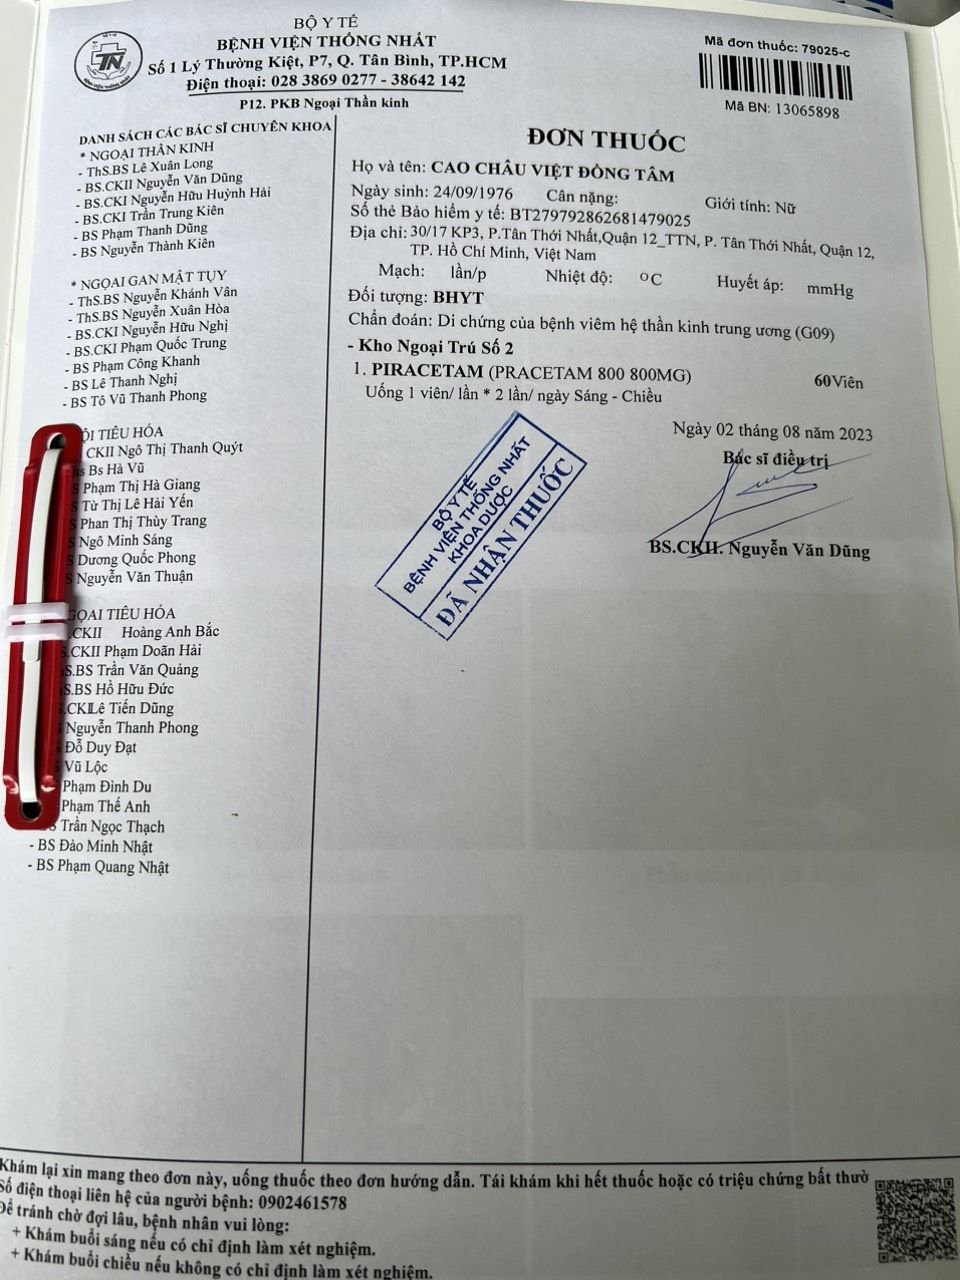 BỘ Y TẾ
BỆNH VIỆN THỐNG NHẤT
Số 1 Lý Thường Kiệt, P7, Q. Tân Bình, TP.HCM
Điện thoại: 028 3869 0277 - 38642 142
P12. PKB Ngoại Thần kinh
Mã đơn thuốc: 79025-c
Mã BN: 13065898
TN
DANH SÁCH CÁC BÁC SĨ CHUYÊN KHOA
* NGOẠI THẦN KINH
- ThS.BS Lê Xuân Long
- BS.CKII Nguyễn Văn Dũng
- BS.CKI Nguyễn Hữu Huỳnh Hải
- BS.CKI Trần Trung Kiên
- BS Phạm Thanh Dũng
- BS Nguyễn Thành Kiên
* NGOẠI GAN MẬT TỤY
- ThS.BS Nguyễn Khánh Vân
- ThS.BS Nguyễn Xuân Hòa
- BS.CKI Nguyễn Hữu Nghị
- BS.CKI Phạm Quốc Trung
- BS Phạm Công Khanh
- BS Lê Thanh Nghị
- BS Tô Vũ Thanh Phong
ỘI TIÊU HÓA
CKII Ngô Thị Thanh Quýt
hs Bs Hà Vũ
S Phạm Thị Hà Giang
S Từ Thị Lê Hải Yến
S Phan Thị Thùy Trang
S Ngô Minh Sáng
S Dương Quốc Phong
S Nguyễn Văn Thuận
GOẠI TIÊU HÓA
.CKII Hoàng Anh Bắc
S.CKII Phạm Doãn Hải
hS.BS Trần Văn Quảng
hS.BS Hồ Hữu Đức
S.CKILê Tiến Dũng
S Nguyễn Thanh Phong
S Đỗ Duy Đạt
S Vũ Lộc
Phạm Đình Du
Phạm Thế Anh
BS Trần Ngọc Thạch
- BS Đào Minh Nhật
- BS Phạm Quang Nhật
ĐƠN THUỐC
Họ và tên: CAO CHÂU VIỆT ĐÒNG TÂM
Ngày sinh: 24/09/1976 Cân nặng: Giới tính: Nữ
Số thẻ Bảo hiểm y tế: BT279792862681479025
Địa chỉ: 30/17 KP3, P.Tân Thới Nhất,Quận 12_TTN, P. Tân Thới Nhất, Quận 12,
TP. Hồ Chí Minh, Việt Nam
Mạch: lần/p Nhiệt độ: °C Huyết áp: mmHg
Đối tượng: BHYT
Chẩn đoán: Di chứng của bệnh viêm hệ thần kinh trung ương (G09)
- Kho Ngoại Trú Số 2
1. PIRACETAM (PRACETAM 800 800MG) 60Viên
Uống 1 viên/ lần * 2 lần/ ngày Sáng - Chiều
Ngày 02 tháng 08 năm 2023
Bác sĩ điều trị
BS.CKII. Nguyễn Văn Dũng
BỘ Y TẾ
BỆNH VIỆN THỐNG NHẤT
KHOA DƯỢC
ĐÃ NHẬN THUỐC
Khám lại xin mang theo đơn này, uống thuốc theo đơn hướng dẫn. Tái khám khi hết thuốc hoặc có triệu chứng bất thườ
Số điện thoại liên hệ của người bệnh: 0902461578
Để tránh chờ đợi lâu, bệnh nhân vui lòng:
+ Khám buổi sáng nếu có chỉ định làm xét nghiệm.
+ Khám buổi chiều nếu không có chỉ định làm xét nghiệm.